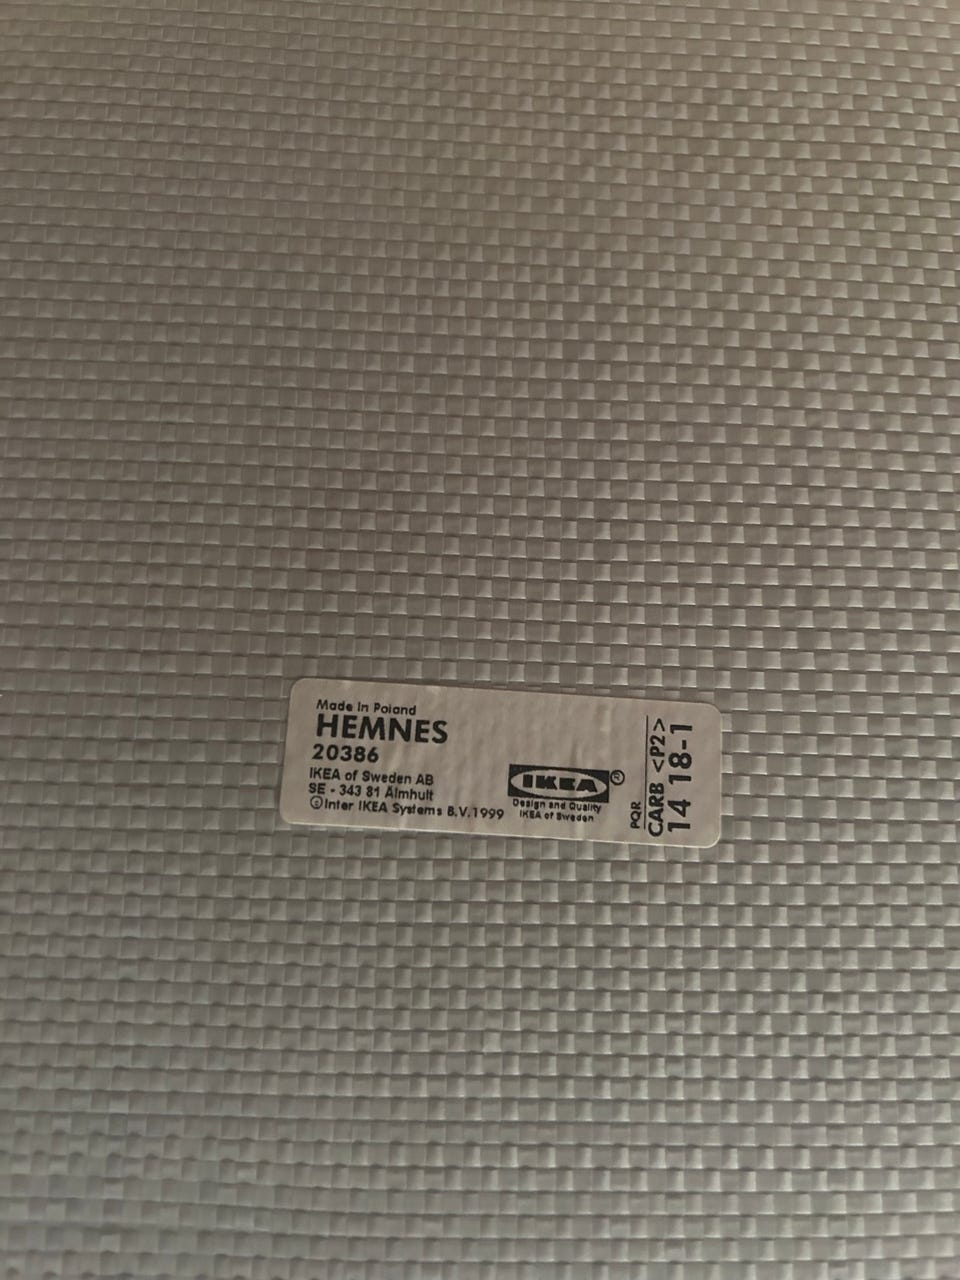 Made in Poland
HEMNES
20386
IKEA of Sweden AB
SE - 343 81 Älmhult
©Inter IKEA Systems B.V.1999
IKEA®
Design and Quality
IKEA of Sweden
PQR
CARB <P2>
14 18-1